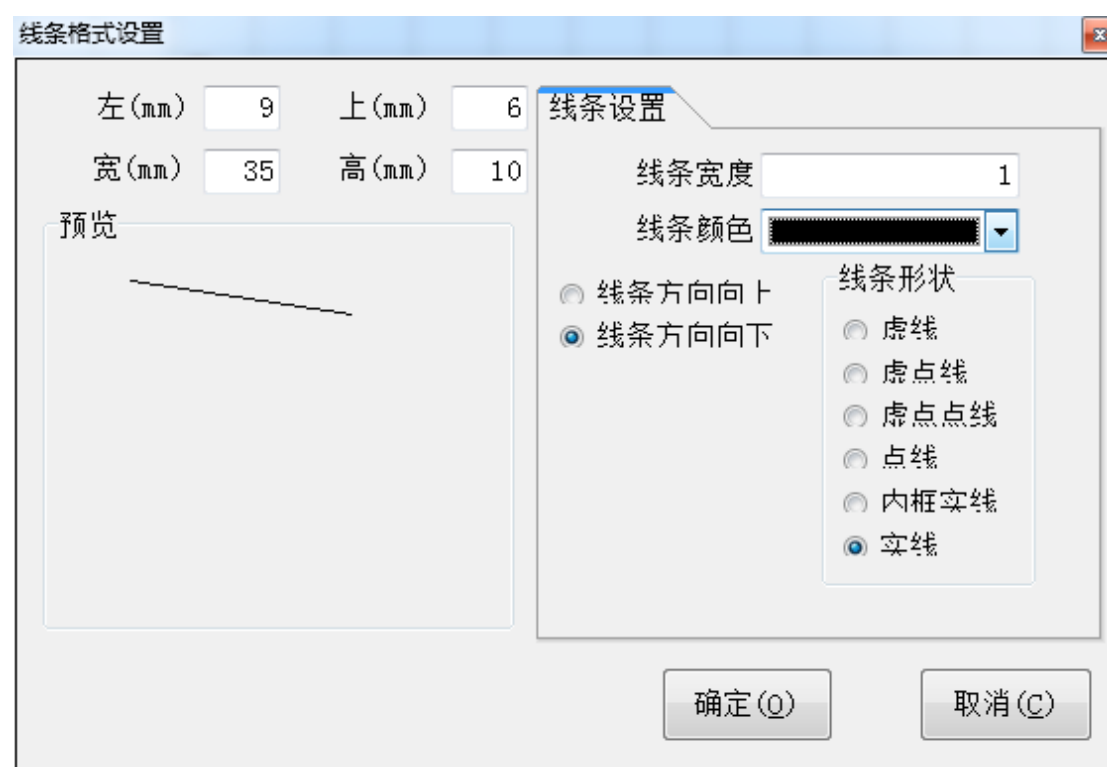 线条格式设置
左(mm) 9 上(mm) 6
宽(mm) 35 高(mm) 10
预览
线条设置
线条宽度 1
线条颜色
线条方向向上
线条方向向下
线条形状
虚线
虚点线
虚点点线
点线
内框实线
实线
确定(O) 取消(C)